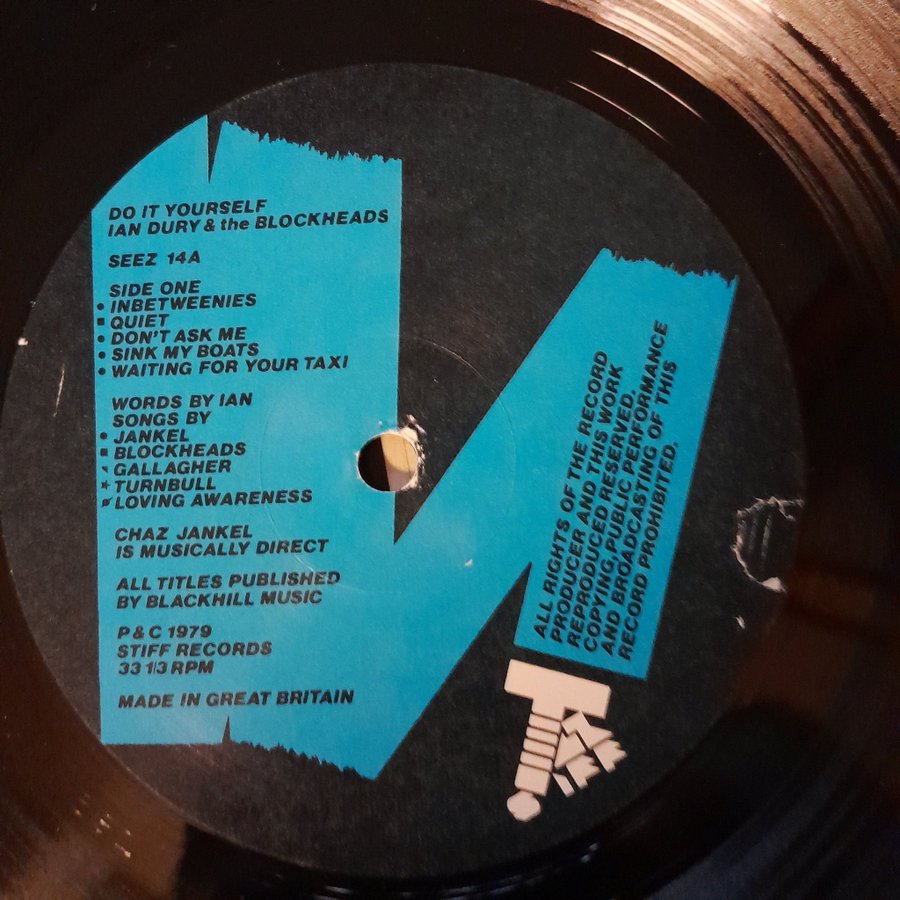 DO IT YOURSELF
IAN DURY & the BLOCKHEADS
SEEZ 14A
SIDE ONE
• INBETWEENIES
▪ QUIET
• DON'T ASK ME
• SINK MY BOATS
• WAITING FOR YOUR TAXI
WORDS BY IAN
SONGS BY
• JANKEL
▪ BLOCKHEADS
GALLAGHER
* TURNBULL
LOVING AWARENESS
CHAZ JANKEL
IS MUSICALLY DIRECT
ALL TITLES PUBLISHED
BY BLACKHILL MUSIC
P & C 1979
STIFF RECORDS
33 1/3 RPM
MADE IN GREAT BRITAIN
ALL RIGHTS OF THE RECORD
PRODUCER AND THIS WORK
REPRODUCED RESERVED.
COPYING, PUBLIC PERFORMANCE
AND BROADCASTING OF THIS
RECORD PROHIBITED.